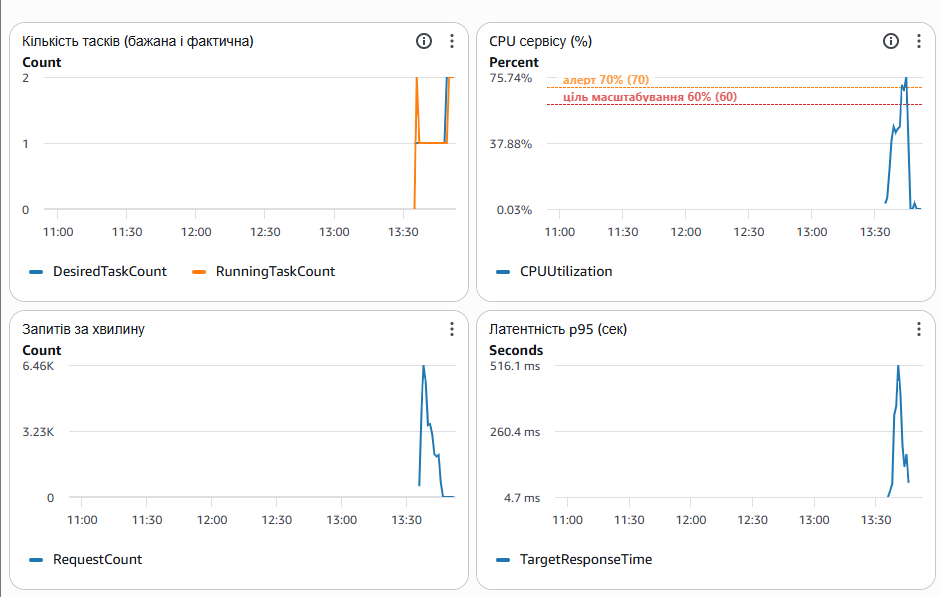 Кількість тасків (бажана і фактична)
Count
2
1
0
11:00 11:30 12:00 12:30 13:00 13:30
DesiredTaskCount RunningTaskCount
CPU сервісу (%)
Percent
75.74%
алерт 70% (70)
ціль масштабування 60% (60)
37.88%
0.03%
11:00 11:30 12:00 12:30 13:00 13:30
CPUUtilization
Запитів за хвилину
Count
6.46K
3.23K
0
11:00 11:30 12:00 12:30 13:00 13:30
RequestCount
Латентність p95 (сек)
Seconds
516.1 ms
260.4 ms
4.7 ms
11:00 11:30 12:00 12:30 13:00 13:30
TargetResponseTime